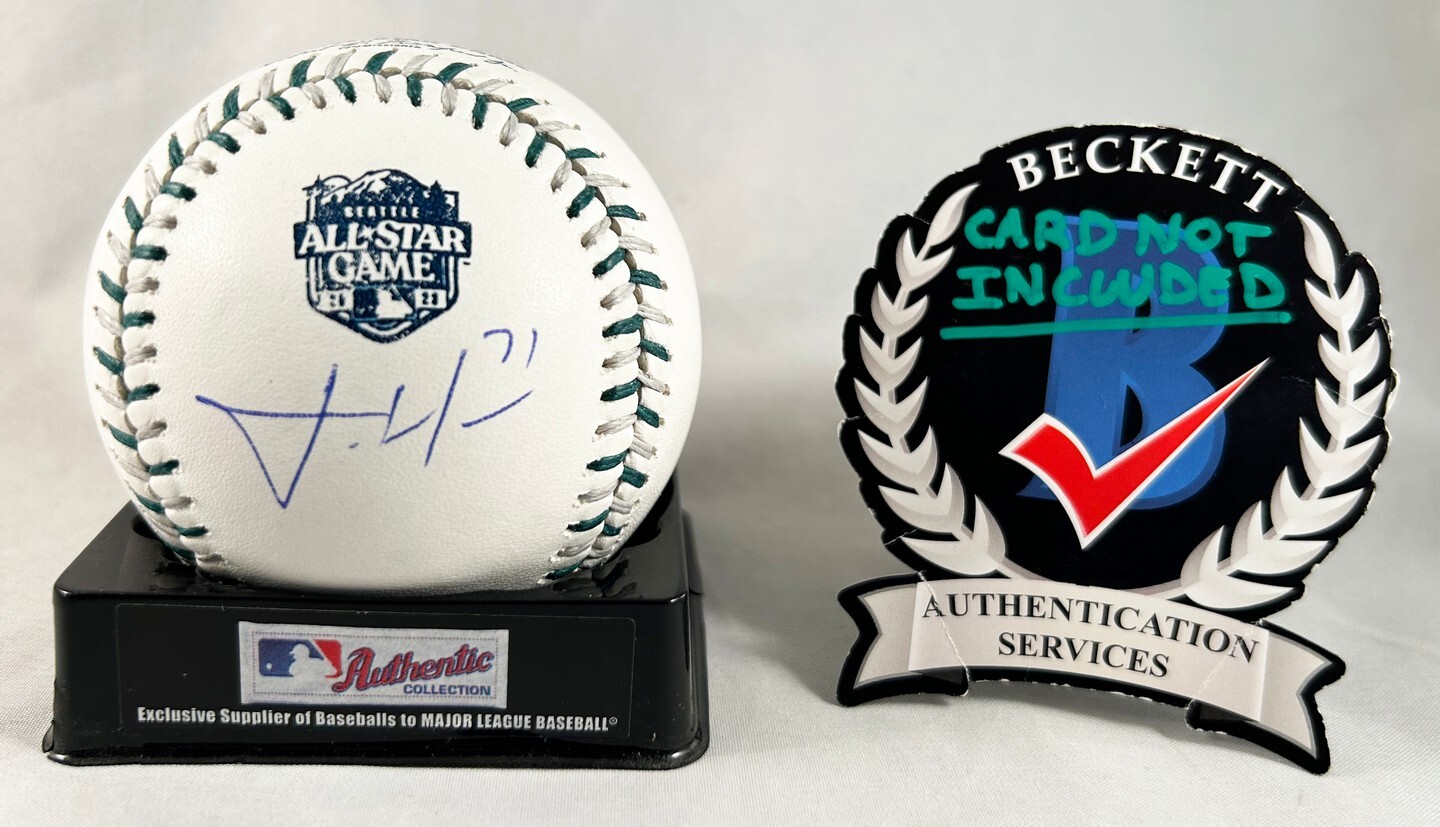 SEATTLE
ALL★STAR
GAME
71
Authentic
COLLECTION
Exclusive Supplier of Baseballs to MAJOR LEAGUE BASEBALL®
BECKETT
CARD NOT
INCLUDED
B
AUTHENTICATION
SERVICES